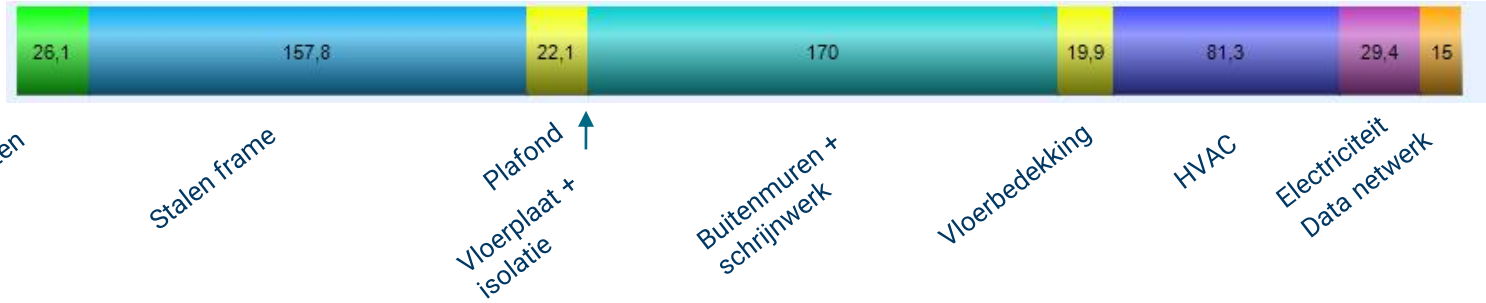 26,1 157,8 22,1 170 19,9 81,3 29,4 15
Stalen frame
Plafond
Vloerplaat +
isolatie
Buitenmuren +
schrijnwerk
Vloerbedekking
HVAC
Electriciteit
Data netwerk